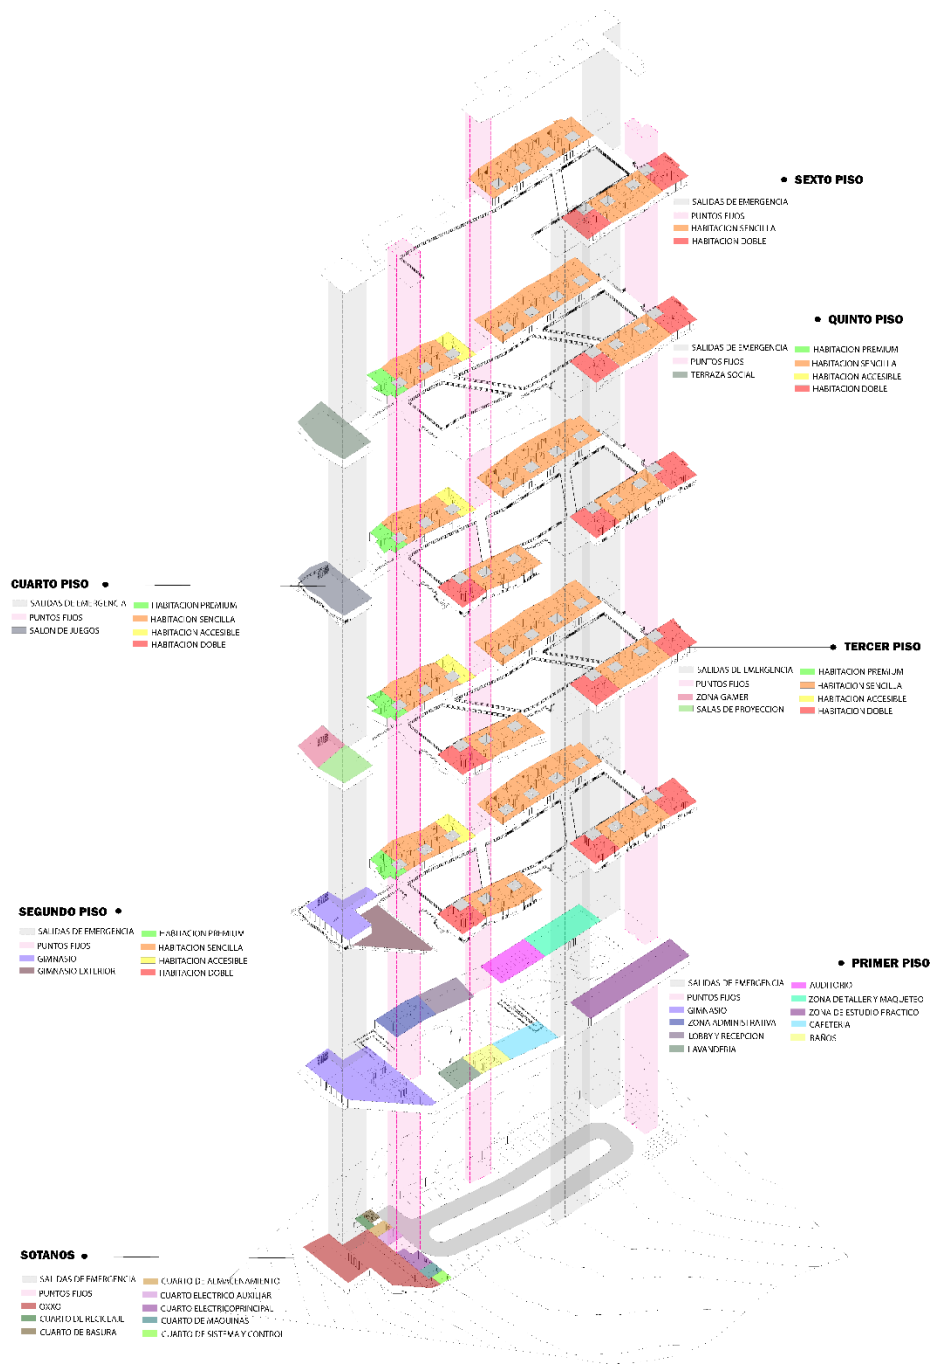 SEXTO PISO
SALIDAS DE EMERGENCIA
PUNTOS FIJOS
HABITACION SENCILLA
HABITACION DOBLE
QUINTO PISO
SALIDAS DE EMERGENCIA
PUNTOS FIJOS
TERRAZA SOCIAL
HABITACION PREMIUM
HABITACION SENCILLA
HABITACION ACCESIBLE
HABITACION DOBLE
CUARTO PISO
SALIDAS DE EMERGENCIA
PUNTOS FIJOS
SALON DE JUEGOS
HABITACION PREMIUM
HABITACION SENCILLA
HABITACION ACCESIBLE
HABITACION DOBLE
TERCER PISO
SALIDAS DE EMERGENCIA
PUNTOS FIJOS
ZONA GAMER
SALAS DE PROYECCION
HABITACION PREMIUM
HABITACION SENCILLA
HABITACION ACCESIBLE
HABITACION DOBLE
SEGUNDO PISO
SALIDAS DE EMERGENCIA
PUNTOS FIJOS
GIMNASIO
GIMNASIO EXTERIOR
HABITACION PREMIUM
HABITACION SENCILLA
HABITACION ACCESIBLE
HABITACION DOBLE
PRIMER PISO
SALIDAS DE EMERGENCIA
PUNTOS FIJOS
GIMNASIO
ZONA ADMINISTRATIVA
LOBBY Y RECEPCION
LAVANDERIA
AUDITORIO
ZONA DE TALLER Y MAQUETEO
ZONA DE ESTUDIO PRACTICO
CAFETERIA
BAÑOS
SOTANOS
SALIDAS DE EMERGENCIA
PUNTOS FIJOS
OXXO
CUARTO DE RECICLAJE
CUARTO DE BASURA
CUARTO DE ALMACENAMIENTO
CUARTO ELECTRICO AUXILIAR
CUARTO ELECTRICOPRINCIPAL
CUARTO DE MAQUINAS
CUARTO DE SISTEMA Y CONTROL